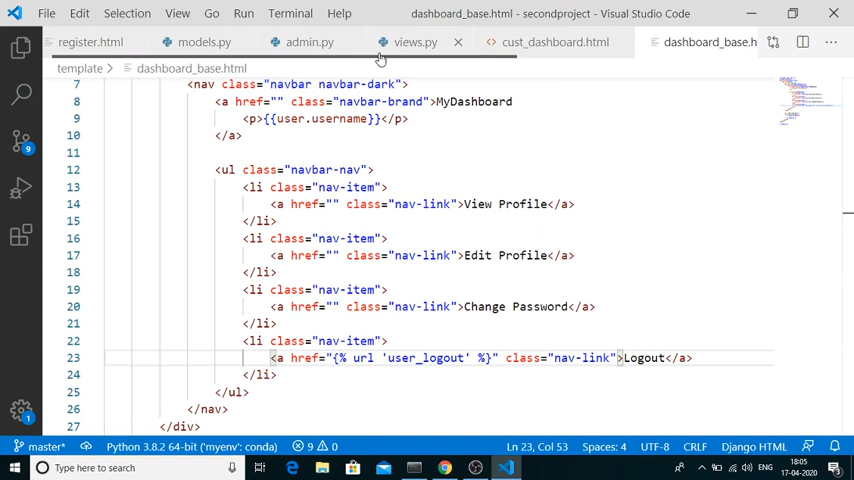 File Edit Selection View Go Run Terminal Help dashboard_base.html - secondproject - Visual Studio Code
register.html models.py admin.py views.py cust_dashboard.html dashboard_base.h
template > dashboard_base.html
7 <nav class="navbar navbar-dark">
8 <a href="" class="navbar-brand">MyDashboard
9 <p>{{user.username}}</p>
10 </a>
11
12 <ul class="navbar-nav">
13 <li class="nav-item">
14 <a href="" class="nav-link">View Profile</a>
15 </li>
16 <li class="nav-item">
17 <a href="" class="nav-link">Edit Profile</a>
18 </li>
19 <li class="nav-item">
20 <a href="" class="nav-link">Change Password</a>
21 </li>
22 <li class="nav-item">
23 <a href="{% url 'user_logout' %}" class="nav-link">Logout</a>
24 </li>
25 </ul>
26 </nav>
27 </div>
9
1
master* Python 3.8.2 64-bit ('myenv': conda) 9 0 Ln 23, Col 53 Spaces: 4 UTF-8 CRLF Django HTML
Type here to search ENG 18:05
17-04-2020 3